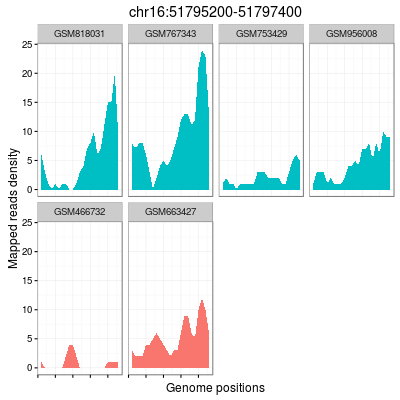 chr16:51795200-51797400
GSM818031 GSM767343 GSM753429 GSM956008
25
20
15
10
5
0
GSM466732 GSM663427
25
20
15
10
5
0
Mapped reads density
Genome positions